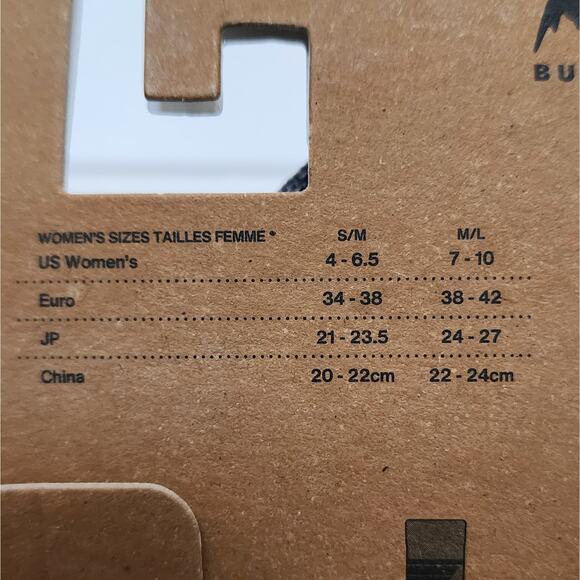 BU
WOMEN'S SIZES TAILLES FEMME* S/M M/L
US Women's 4 - 6.5 7 - 10
Euro 34 - 38 38 - 42
JP 21 - 23.5 24 - 27
China 20 - 22cm 22 - 24cm